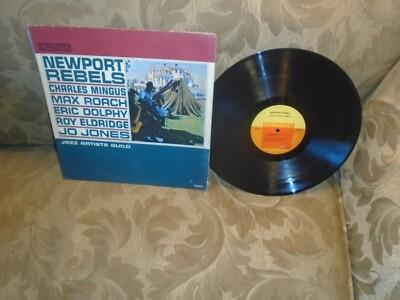 NEWPORT
REBELS
CHARLES MINGUS
MAX ROACH
ERIC DOLPHY
ROY ELDRIDGE
JO JONES
JAZZ ARTISTS GUILD